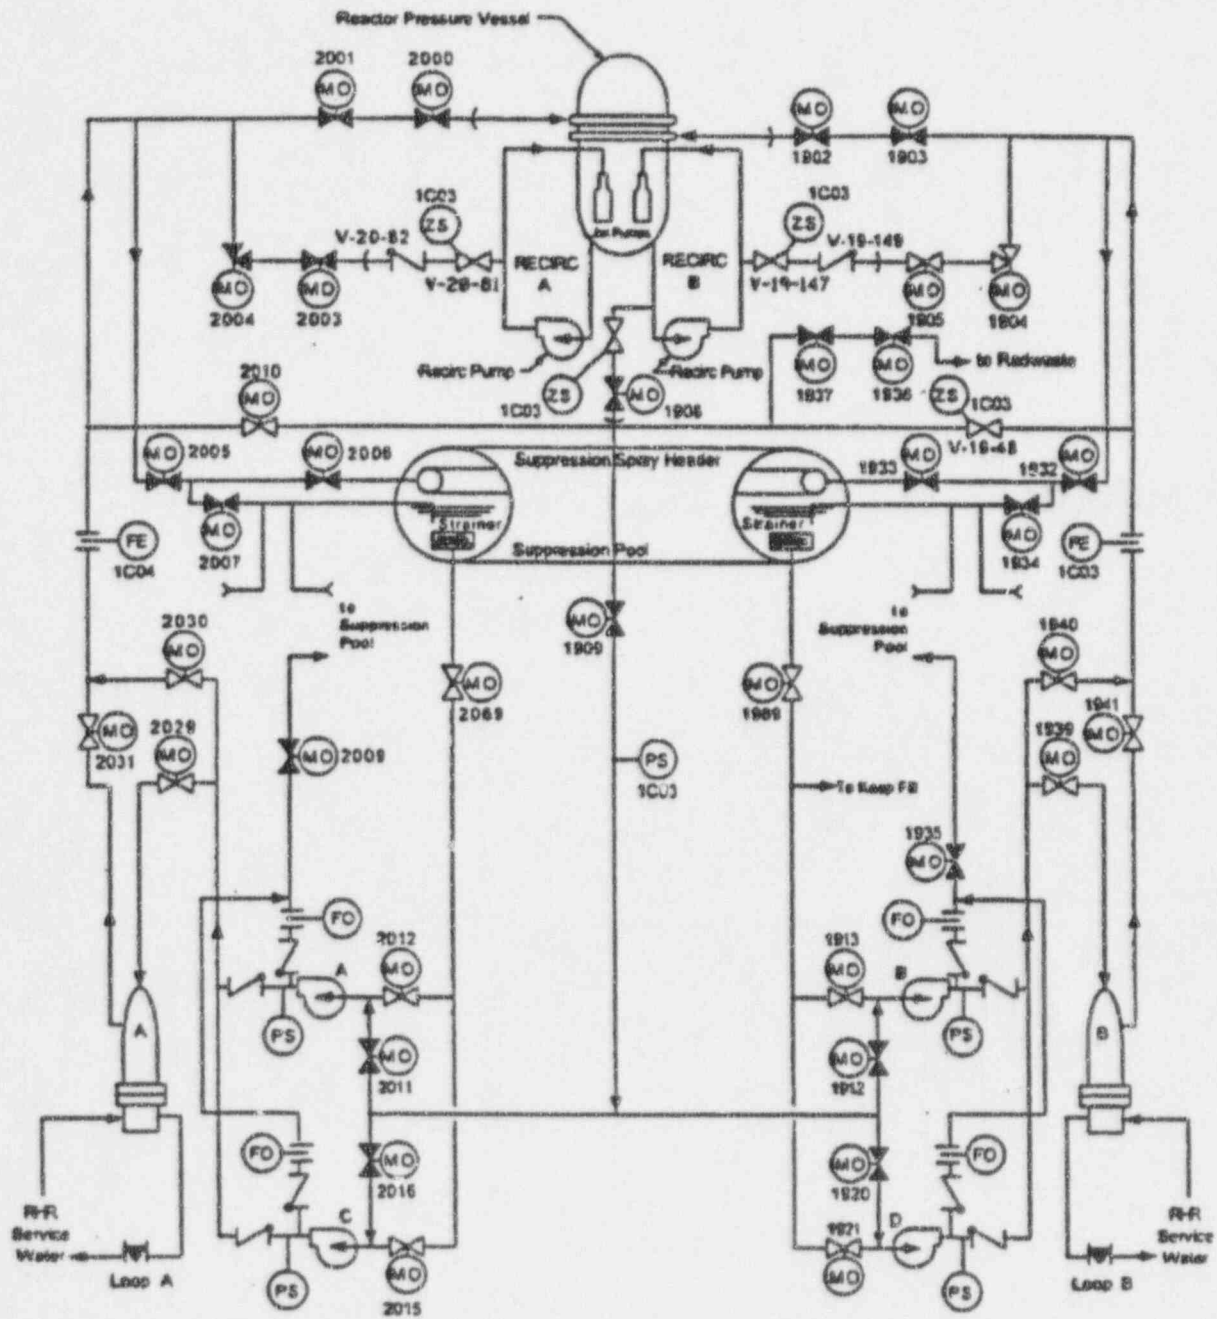 Reactor Pressure Vessel
2001
2000
MO
MO
MO
MO
1902
1903
1C03
ZS
1C03
ZS
Jet Pumps
V-20-82
V-19-149
RECIRC
A
RECIRC
B
V-20-81
V-19-147
MO
MO
2004
2003
MO
MO
1905
1904
Recirc Pump
Recirc Pump
to Radwaste
2010
MO
1C03
ZS
MO
1908
MO
MO
1937
1936
ZS
1C03
V-19-48
MO
2005
MO
2006
Suppression Spray Header
1933
MO
1932
MO
Strainer
Strainer
MO
2007
MO
1934
FE
1C04
FE
1C03
Suppression Pool
to
Suppression
Pool
to
Suppression
Pool
2030
MO
MO
1909
1940
MO
MO
2069
MO
1989
MO
2031
2029
MO
MO
2009
1941
MO
1939
MO
PS
1C03
To Keep Fill
1935
MO
FO
FO
2012
MO
1913
MO
A
B
A
B
PS
PS
MO
2011
MO
1912
FO
FO
MO
2016
MO
1920
C
1921
D
RHR
Service
Water
RHR
Service
Water
Loop A
Loop B
PS
MO
2015
MO
PS